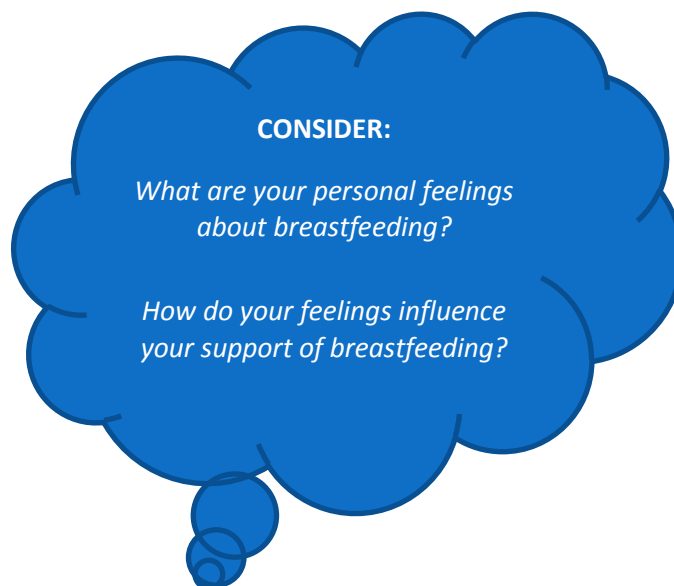 CONSIDER:
What are your personal feelings
about breastfeeding?
How do your feelings influence
your support of breastfeeding?